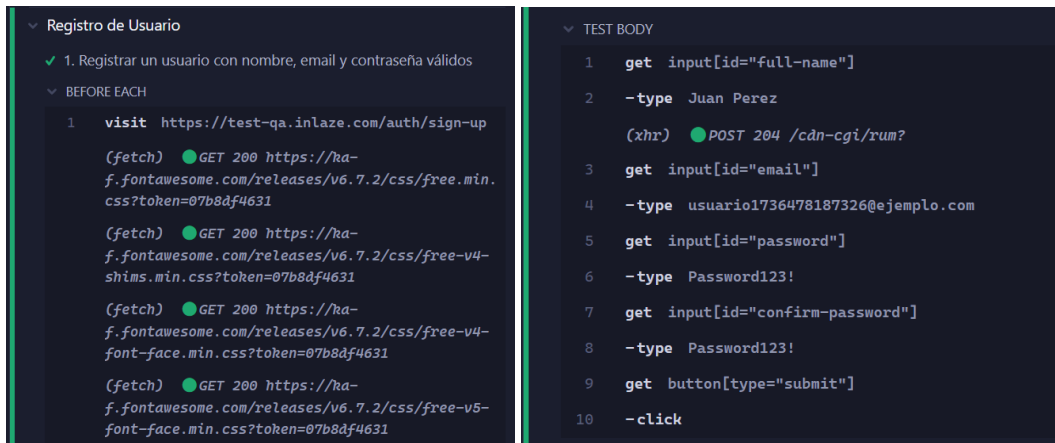 Registro de Usuario
1. Registrar un usuario con nombre, email y contraseña válidos
BEFORE EACH
1 visit https://test-qa.inlaze.com/auth/sign-up
(fetch) GET 200 https://ka-
f.fontawesome.com/releases/v6.7.2/css/free.min.
css?token=07b8df4631
(fetch) GET 200 https://ka-
f.fontawesome.com/releases/v6.7.2/css/free-v4-
shims.min.css?token=07b8df4631
(fetch) GET 200 https://ka-
f.fontawesome.com/releases/v6.7.2/css/free-v4-
font-face.min.css?token=07b8df4631
(fetch) GET 200 https://ka-
f.fontawesome.com/releases/v6.7.2/css/free-v5-
font-face.min.css?token=07b8df4631
TEST BODY
1 get input[id="full-name"]
2 -type Juan Perez
(xhr) POST 204 /cdn-cgi/rum?
3 get input[id="email"]
4 -type usuario1736478187326@ejemplo.com
5 get input[id="password"]
6 -type Password123!
7 get input[id="confirm-password"]
8 -type Password123!
9 get button[type="submit"]
10 -click